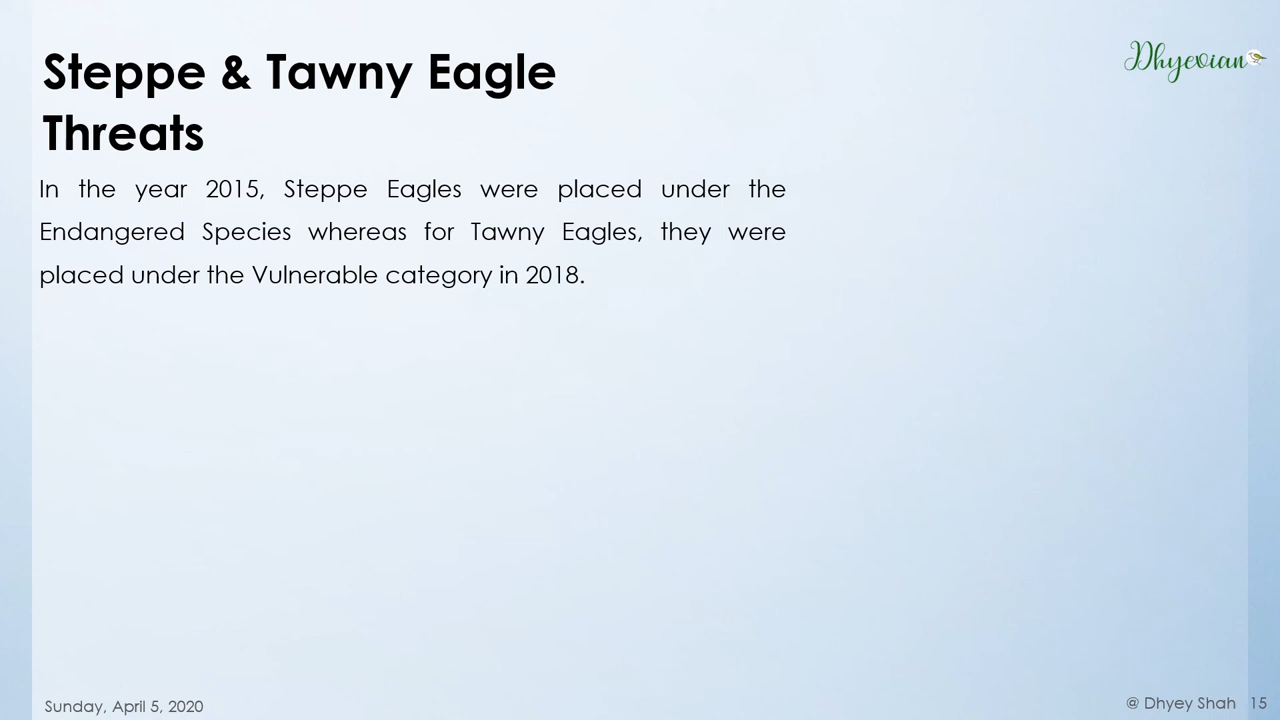 Steppe & Tawny Eagle
Threats
Dhyeoian
In the year 2015, Steppe Eagles were placed under the
Endangered Species whereas for Tawny Eagles, they were
placed under the Vulnerable category in 2018.
Sunday, April 5, 2020
@ Dhyey Shah 15